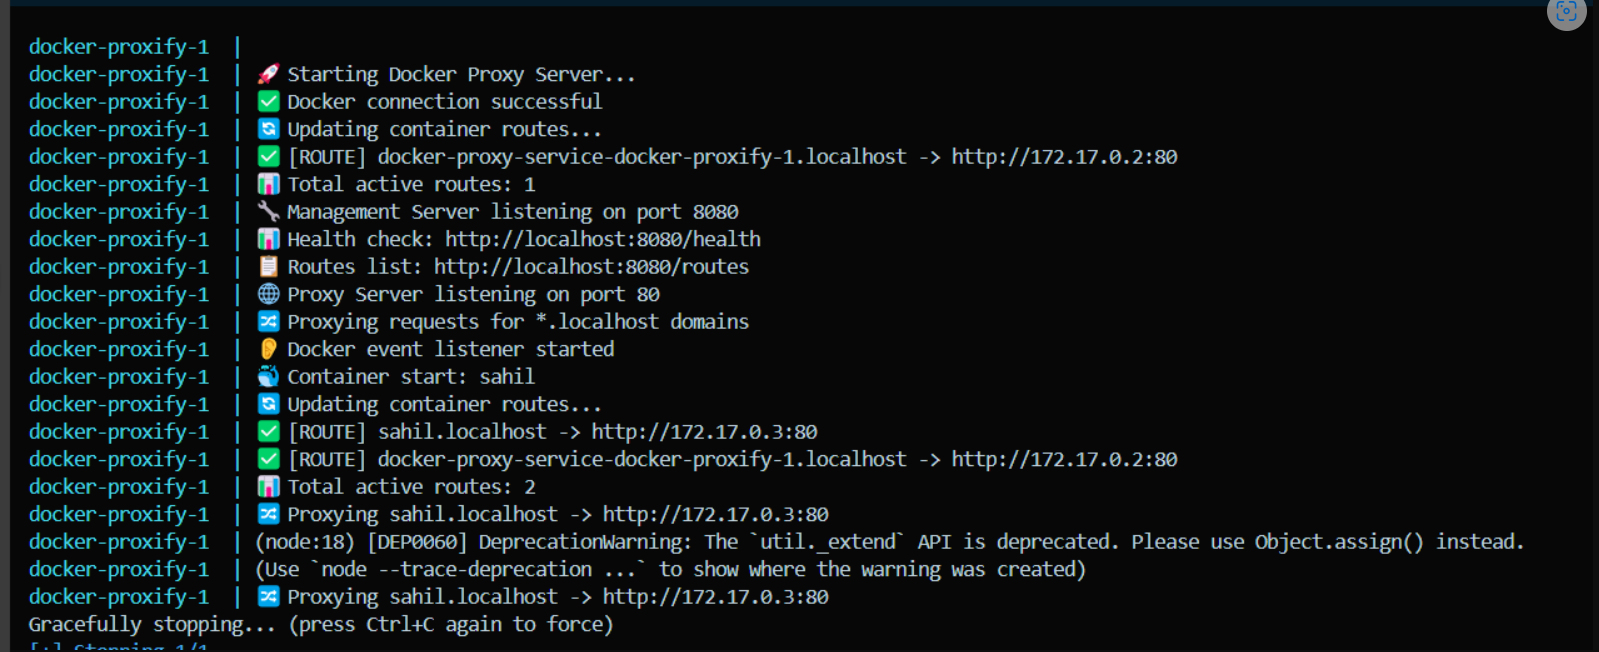 docker-proxify-1  |
docker-proxify-1  | 🚀 Starting Docker Proxy Server...
docker-proxify-1  | ✅ Docker connection successful
docker-proxify-1  | 🔄 Updating container routes...
docker-proxify-1  | ✅ [ROUTE] docker-proxy-service-docker-proxify-1.localhost -> http://172.17.0.2:80
docker-proxify-1  | 📊 Total active routes: 1
docker-proxify-1  | 🔧 Management Server listening on port 8080
docker-proxify-1  | 📊 Health check: http://localhost:8080/health
docker-proxify-1  | 📋 Routes list: http://localhost:8080/routes
docker-proxify-1  | 🌐 Proxy Server listening on port 80
docker-proxify-1  | 🔀 Proxying requests for *.localhost domains
docker-proxify-1  | 👂 Docker event listener started
docker-proxify-1  | 🐳 Container start: sahil
docker-proxify-1  | 🔄 Updating container routes...
docker-proxify-1  | ✅ [ROUTE] sahil.localhost -> http://172.17.0.3:80
docker-proxify-1  | ✅ [ROUTE] docker-proxy-service-docker-proxify-1.localhost -> http://172.17.0.2:80
docker-proxify-1  | 📊 Total active routes: 2
docker-proxify-1  | 🔀 Proxying sahil.localhost -> http://172.17.0.3:80
docker-proxify-1  | (node:18) [DEP0060] DeprecationWarning: The `util._extend` API is deprecated. Please use Object.assign() instead.
docker-proxify-1  | (Use `node --trace-deprecation ...` to show where the warning was created)
docker-proxify-1  | 🔀 Proxying sahil.localhost -> http://172.17.0.3:80
Gracefully stopping... (press Ctrl+C again to force)
[+] Stopping 1/1